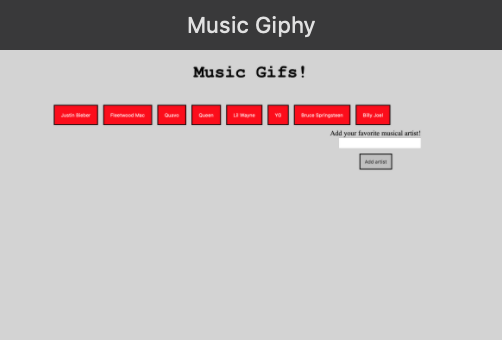 Music Giphy
Music Gifs!
Justin Bieber Fleetwood Mac Quavo Queen Lil Wayne YG Bruce Springsteen Billy Joel
Add your favorite musical artist!
Add artist